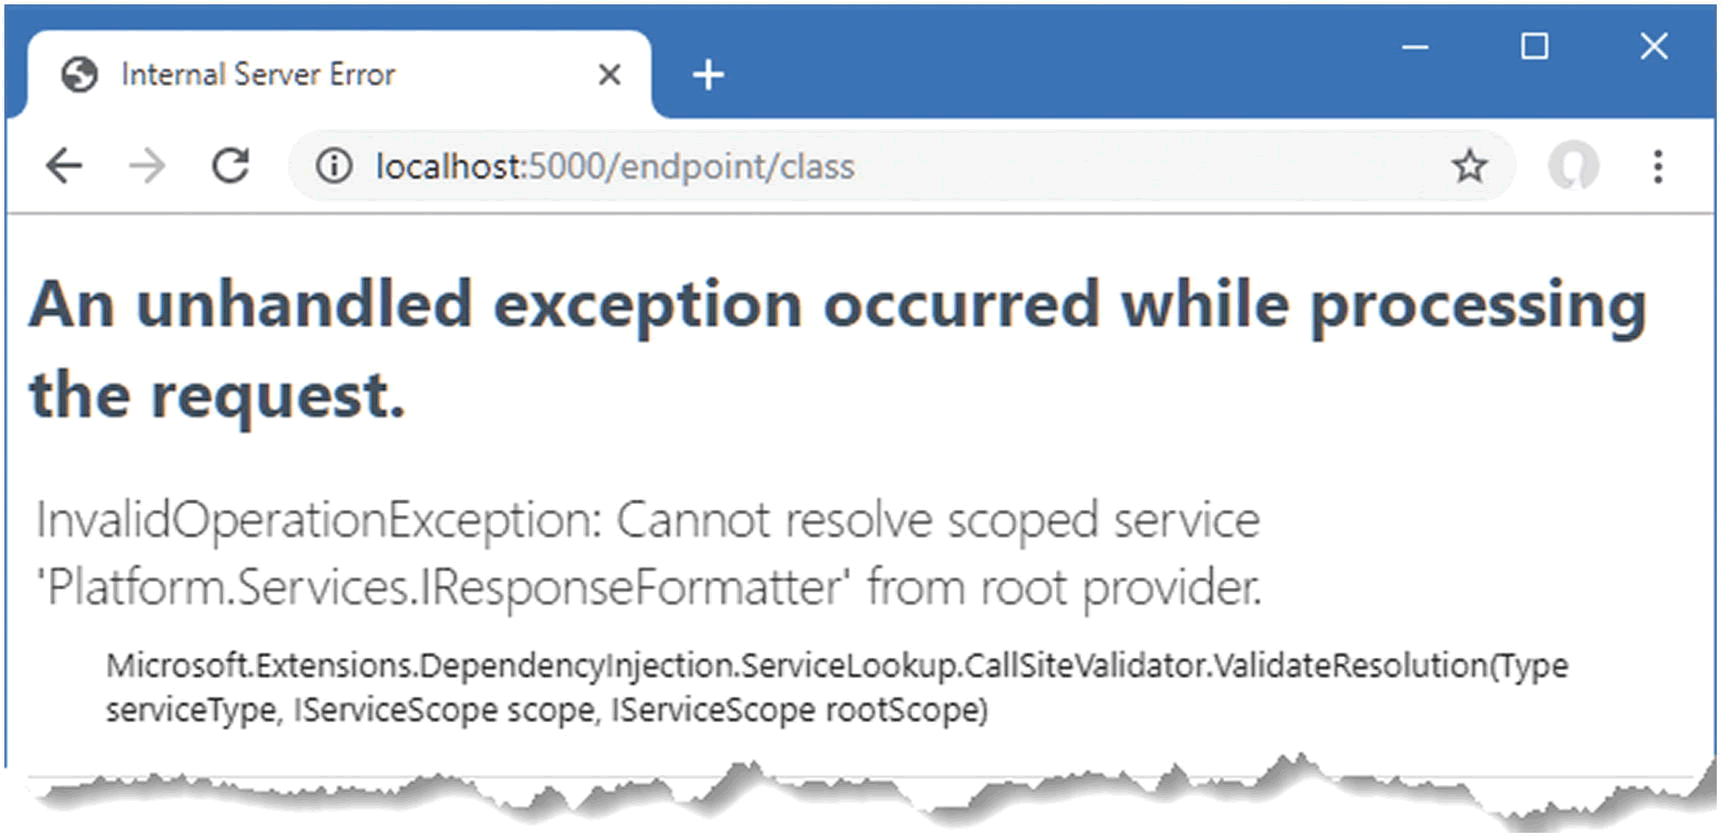 Internal Server Error
localhost:5000/endpoint/class
An unhandled exception occurred while processing
the request.
InvalidOperationException: Cannot resolve scoped service
'Platform.Services.IResponseFormatter' from root provider.
Microsoft.Extensions.DependencyInjection.ServiceLookup.CallSiteValidator.ValidateResolution(Type
serviceType, IServiceScope scope, IServiceScope rootScope)